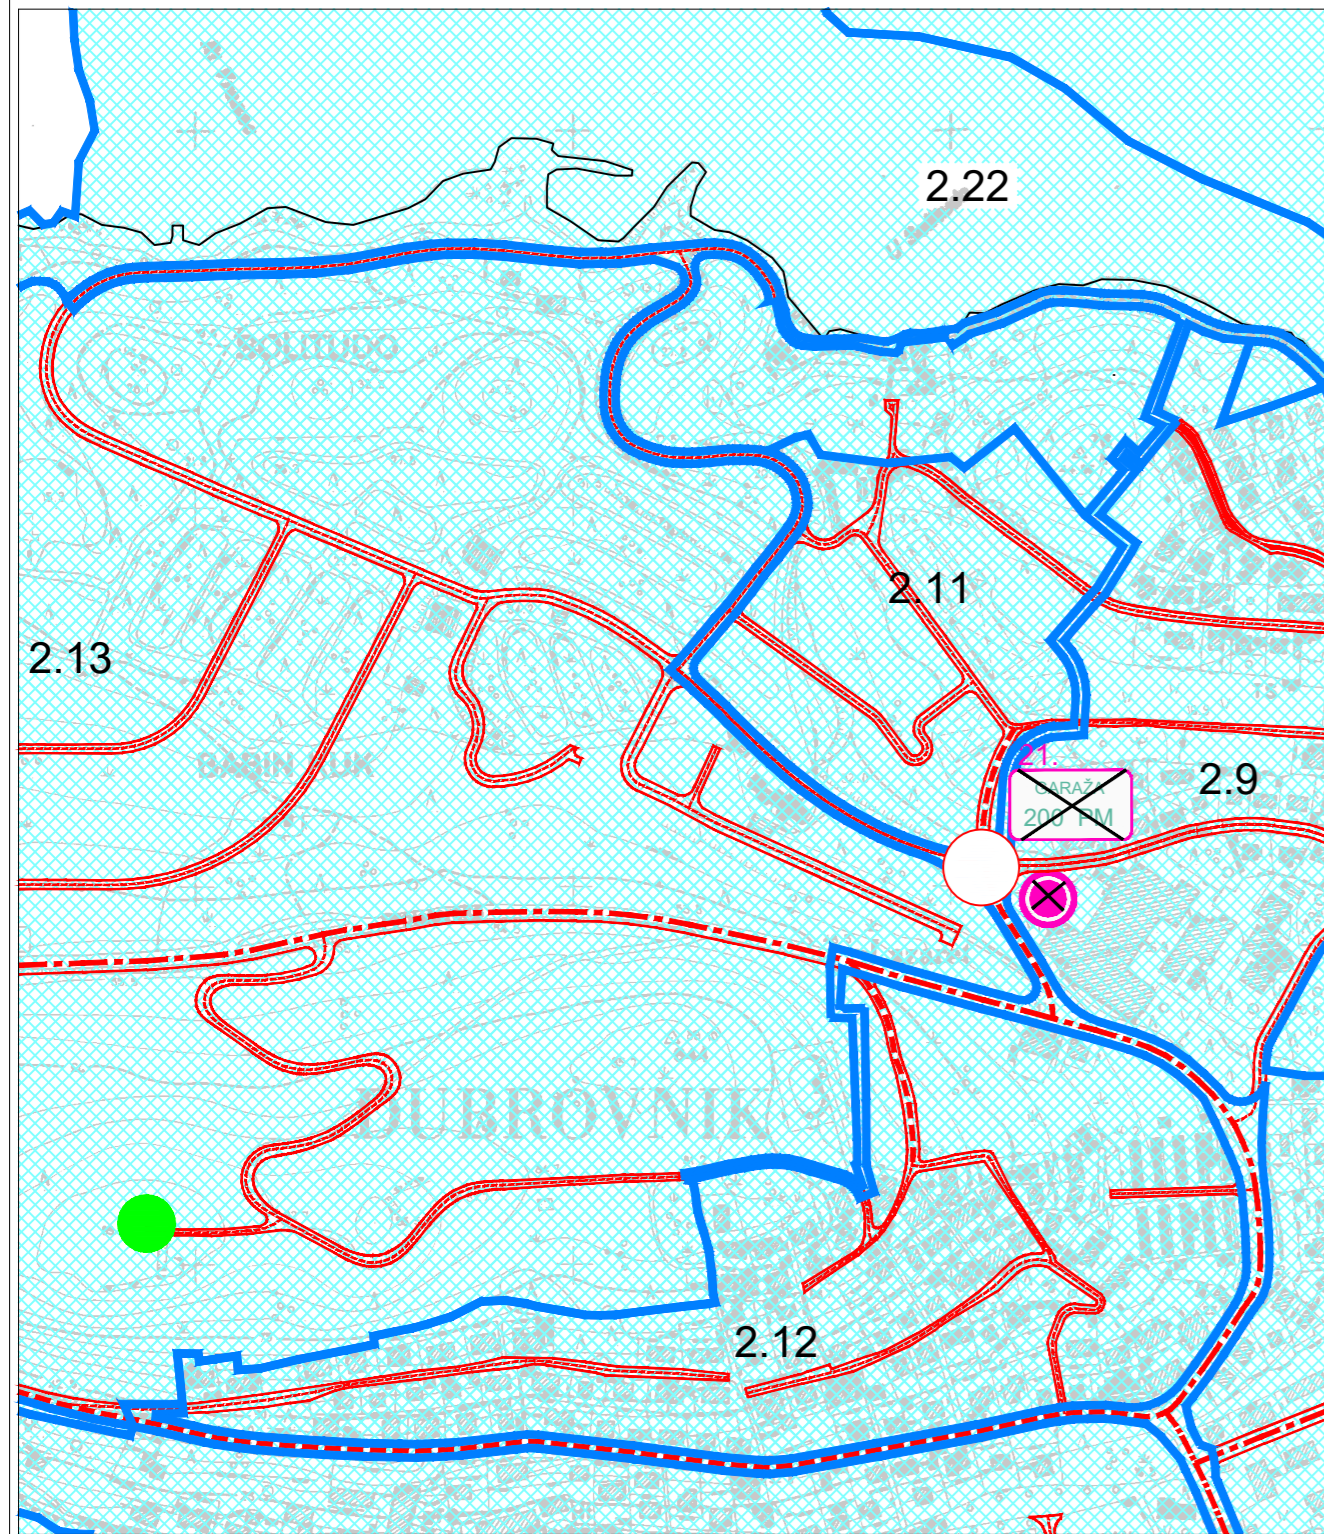 2.22
SOLITUDO
2.11
2.13
BABIN KUK
21.
GARAŽA
200 PM
2.9
DUBROVNIK
2.12